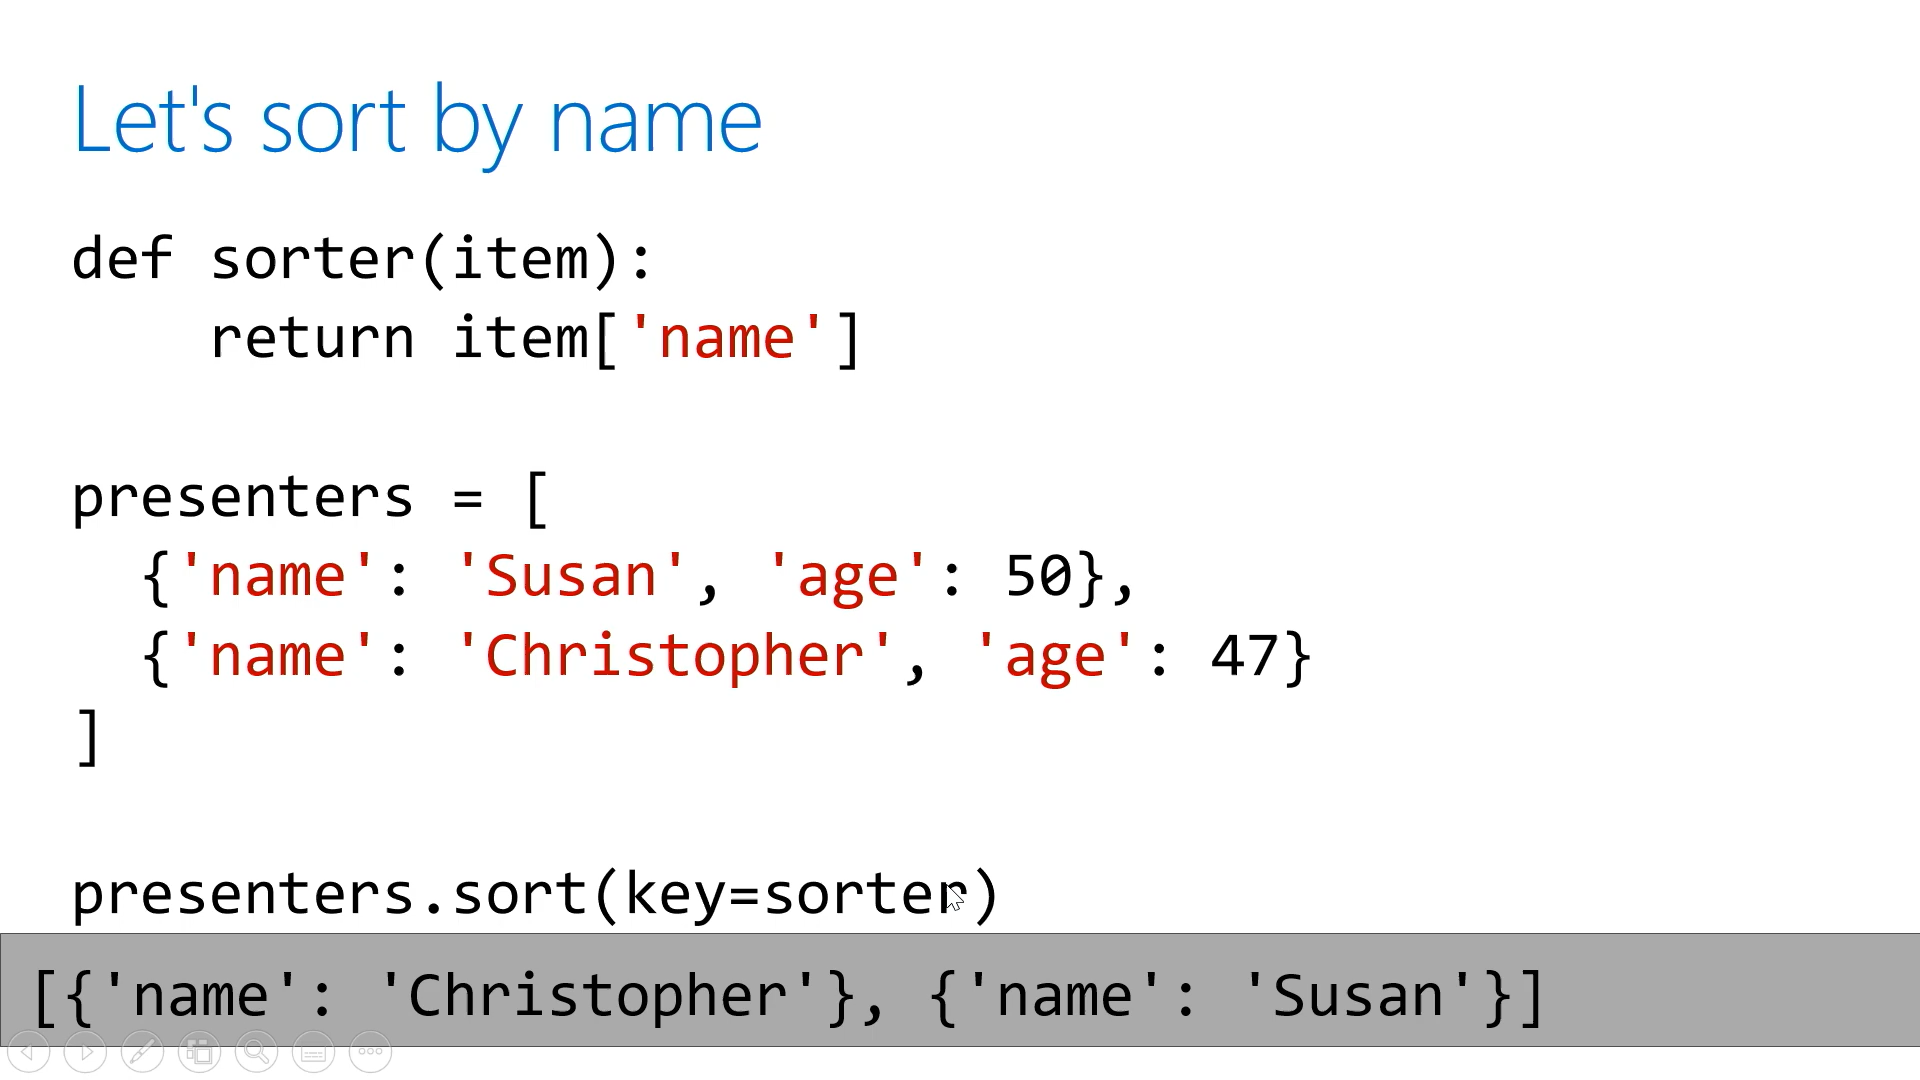 Let's sort by name
def sorter(item):
    return item['name']
presenters = [
  {'name': 'Susan', 'age': 50},
  {'name': 'Christopher', 'age': 47}
]
presenters.sort(key=sorter)
[{'name': 'Christopher'}, {'name': 'Susan'}]